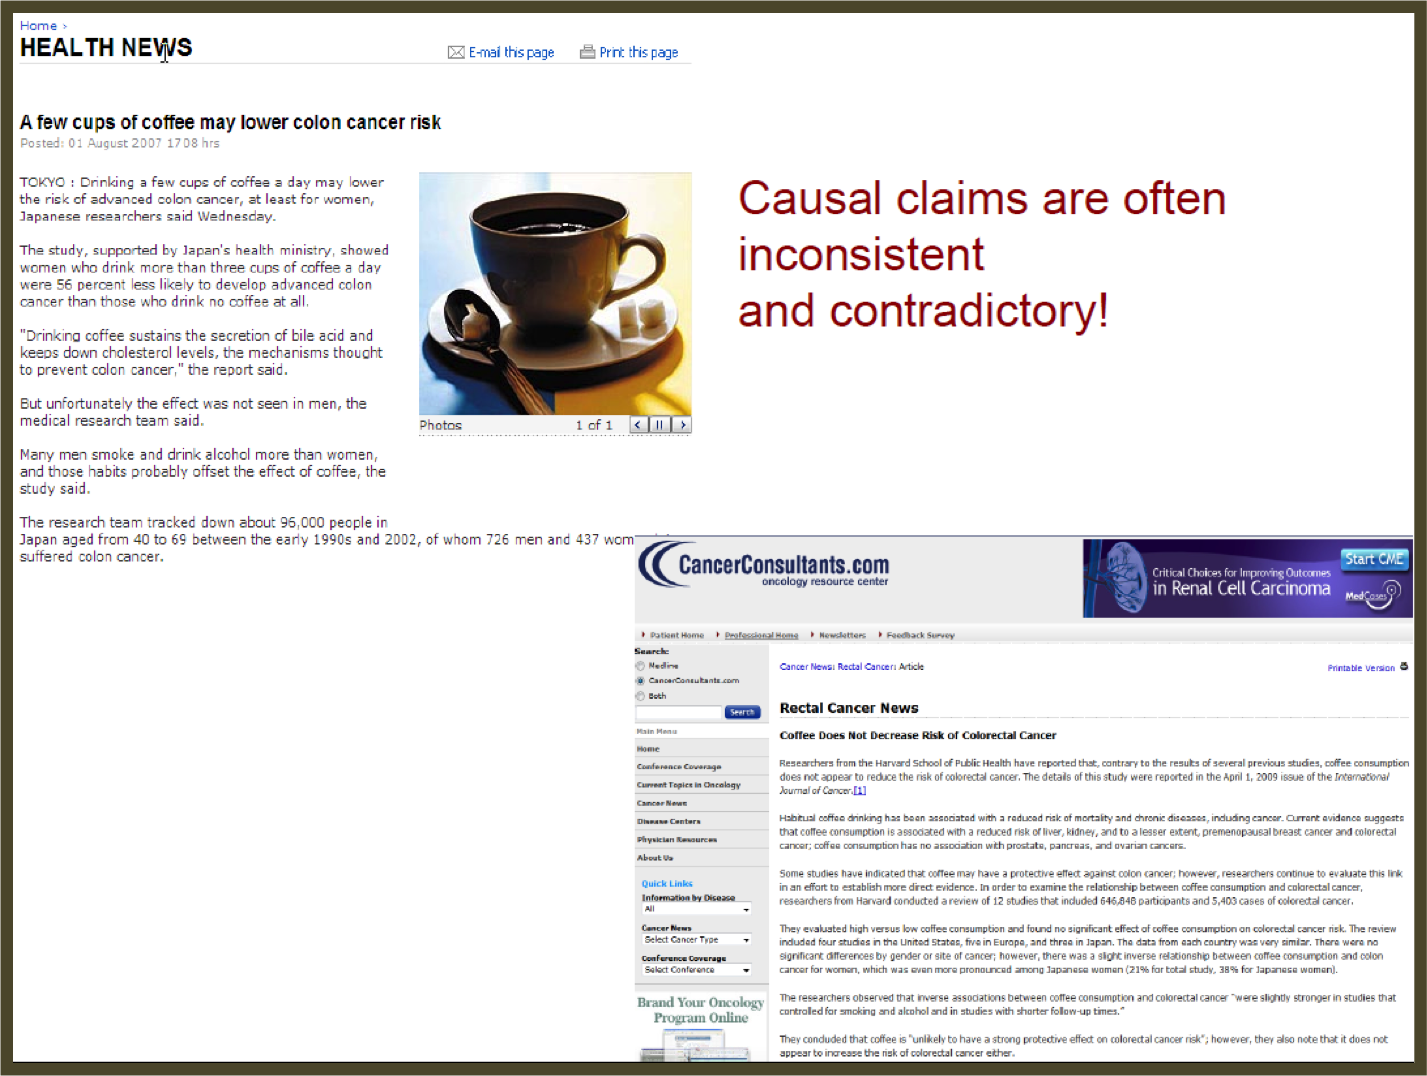 Home ›
HEALTH NEWS
E-mail this page
Print this page
A few cups of coffee may lower colon cancer risk
Posted: 01 August 2007 1708 hrs
TOKYO : Drinking a few cups of coffee a day may lower
the risk of advanced colon cancer, at least for women,
Japanese researchers said Wednesday.
The study, supported by Japan's health ministry, showed
women who drink more than three cups of coffee a day
were 56 percent less likely to develop advanced colon
cancer than those who drink no coffee at all.
"Drinking coffee sustains the secretion of bile acid and
keeps down cholesterol levels, the mechanisms thought
to prevent colon cancer," the report said.
But unfortunately the effect was not seen in men, the
medical research team said.
Many men smoke and drink alcohol more than women,
and those habits probably offset the effect of coffee, the
study said.
The research team tracked down about 96,000 people in
Japan aged from 40 to 69 between the early 1990s and 2002, of whom 726 men and 437 wom
suffered colon cancer.
Photos 1 of 1
Causal claims are often
inconsistent
and contradictory!
CancerConsultants.com
oncology resource center
Critical Choices for Improving Outcomes
in Renal Cell Carcinoma
Start CME
MedCases
Patient Home Professional Home Newsletters Feedback Survey
Search:
Medline
CancerConsultants.com
Both
Search
Main Menu
Home
Conference Coverage
Current Topics in Oncology
Cancer News
Disease Centers
Physician Resources
About Us
Quick Links
Information by Disease
All
Cancer News
Select Cancer Type
Conference Coverage
Select Conference
Brand Your Oncology
Program Online
Cancer News: Rectal Cancer: Article
Printable Version
Rectal Cancer News
Coffee Does Not Decrease Risk of Colorectal Cancer
Researchers from the Harvard School of Public Health have reported that, contrary to the results of several previous studies, coffee consumption
does not appear to reduce the risk of colorectal cancer. The details of this study were reported in the April 1, 2009 issue of the International
Journal of Cancer.[1]
Habitual coffee drinking has been associated with a reduced risk of mortality and chronic diseases, including cancer. Current evidence suggests
that coffee consumption is associated with a reduced risk of liver, kidney, and to a lesser extent, premenopausal breast cancer and colorectal
cancer; coffee consumption has no association with prostate, pancreas, and ovarian cancers.
Some studies have indicated that coffee may have a protective effect against colon cancer; however, researchers continue to evaluate this link
in an effort to establish more direct evidence. In order to examine the relationship between coffee consumption and colorectal cancer,
researchers from Harvard conducted a review of 12 studies that included 646,848 participants and 5,403 cases of colorectal cancer.
They evaluated high versus low coffee consumption and found no significant effect of coffee consumption on colorectal cancer risk. The review
included four studies in the United States, five in Europe, and three in Japan. The data from each country was very similar. There were no
significant differences by gender or site of cancer; however, there was a slight inverse relationship between coffee consumption and colon
cancer for women, which was even more pronounced among Japanese women (21% for total study, 38% for Japanese women).
The researchers observed that inverse associations between coffee consumption and colorectal cancer "were slightly stronger in studies that
controlled for smoking and alcohol and in studies with shorter follow-up times."
They concluded that coffee is "unlikely to have a strong protective effect on colorectal cancer risk"; however, they also note that it does not
appear to increase the risk of colorectal cancer either.